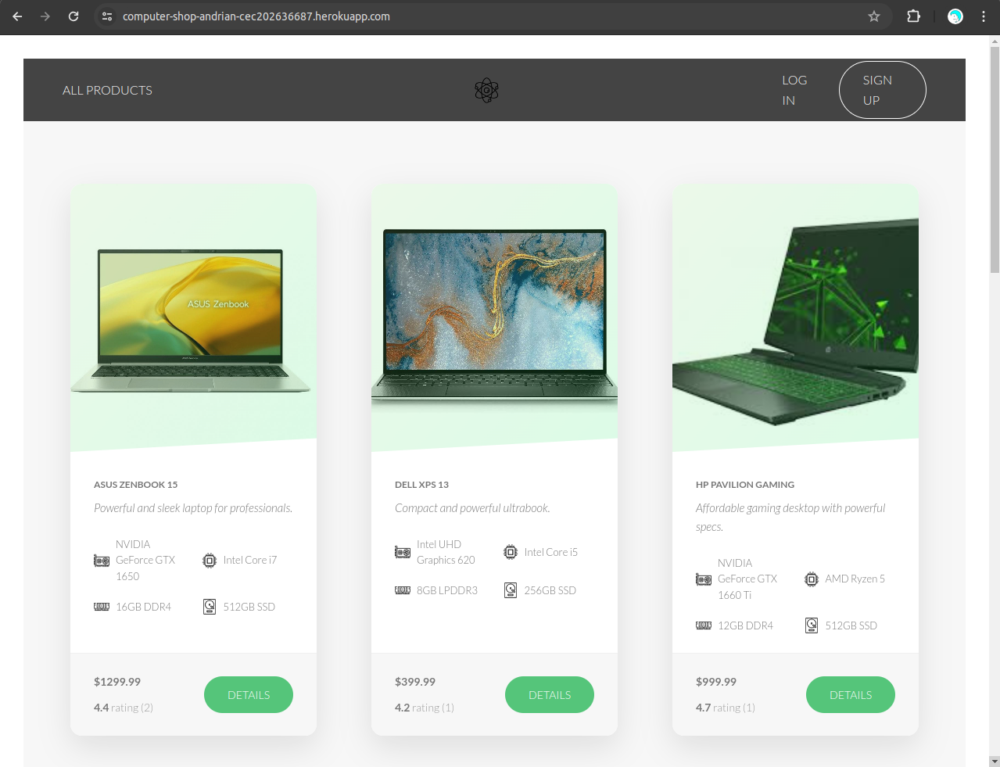 computer-shop-andrian-cec202636687.herokuapp.com
ALL PRODUCTS
LOG
IN
SIGN
UP
ASUS Zenbook
ASUS ZENBOOK 15
Powerful and sleek laptop for professionals.
NVIDIA
GeForce GTX
1650
Intel Core i7
16GB DDR4
512GB SSD
$1299.99
4.4 rating (2)
DETAILS
DELL XPS 13
Compact and powerful ultrabook.
Intel UHD
Graphics 620
Intel Core i5
8GB LPDDR3
256GB SSD
$399.99
4.2 rating (1)
DETAILS
HP PAVILION GAMING
Affordable gaming desktop with powerful
specs.
NVIDIA
GeForce GTX
1660 Ti
AMD Ryzen 5
12GB DDR4
512GB SSD
$999.99
4.7 rating (1)
DETAILS